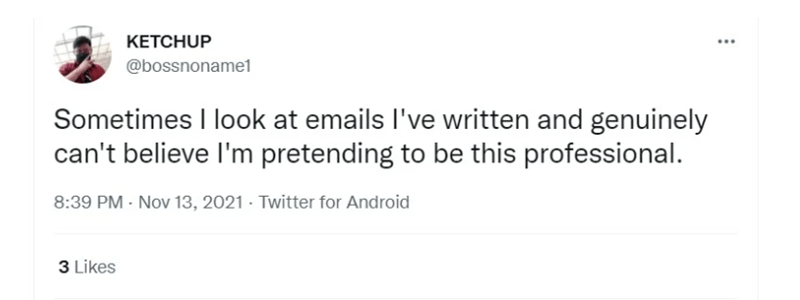 KETCHUP
@bossnoname1
Sometimes I look at emails I've written and genuinely
can't believe I'm pretending to be this professional.
8:39 PM · Nov 13, 2021 · Twitter for Android
3 Likes